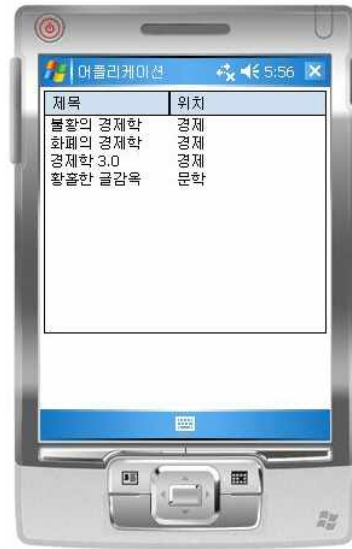 어플리케이션 5:56
제목 위치
불황의 경제학 경제
화폐의 경제학 경제
경제학 3.0 경제
황홀한 글감옥 문학